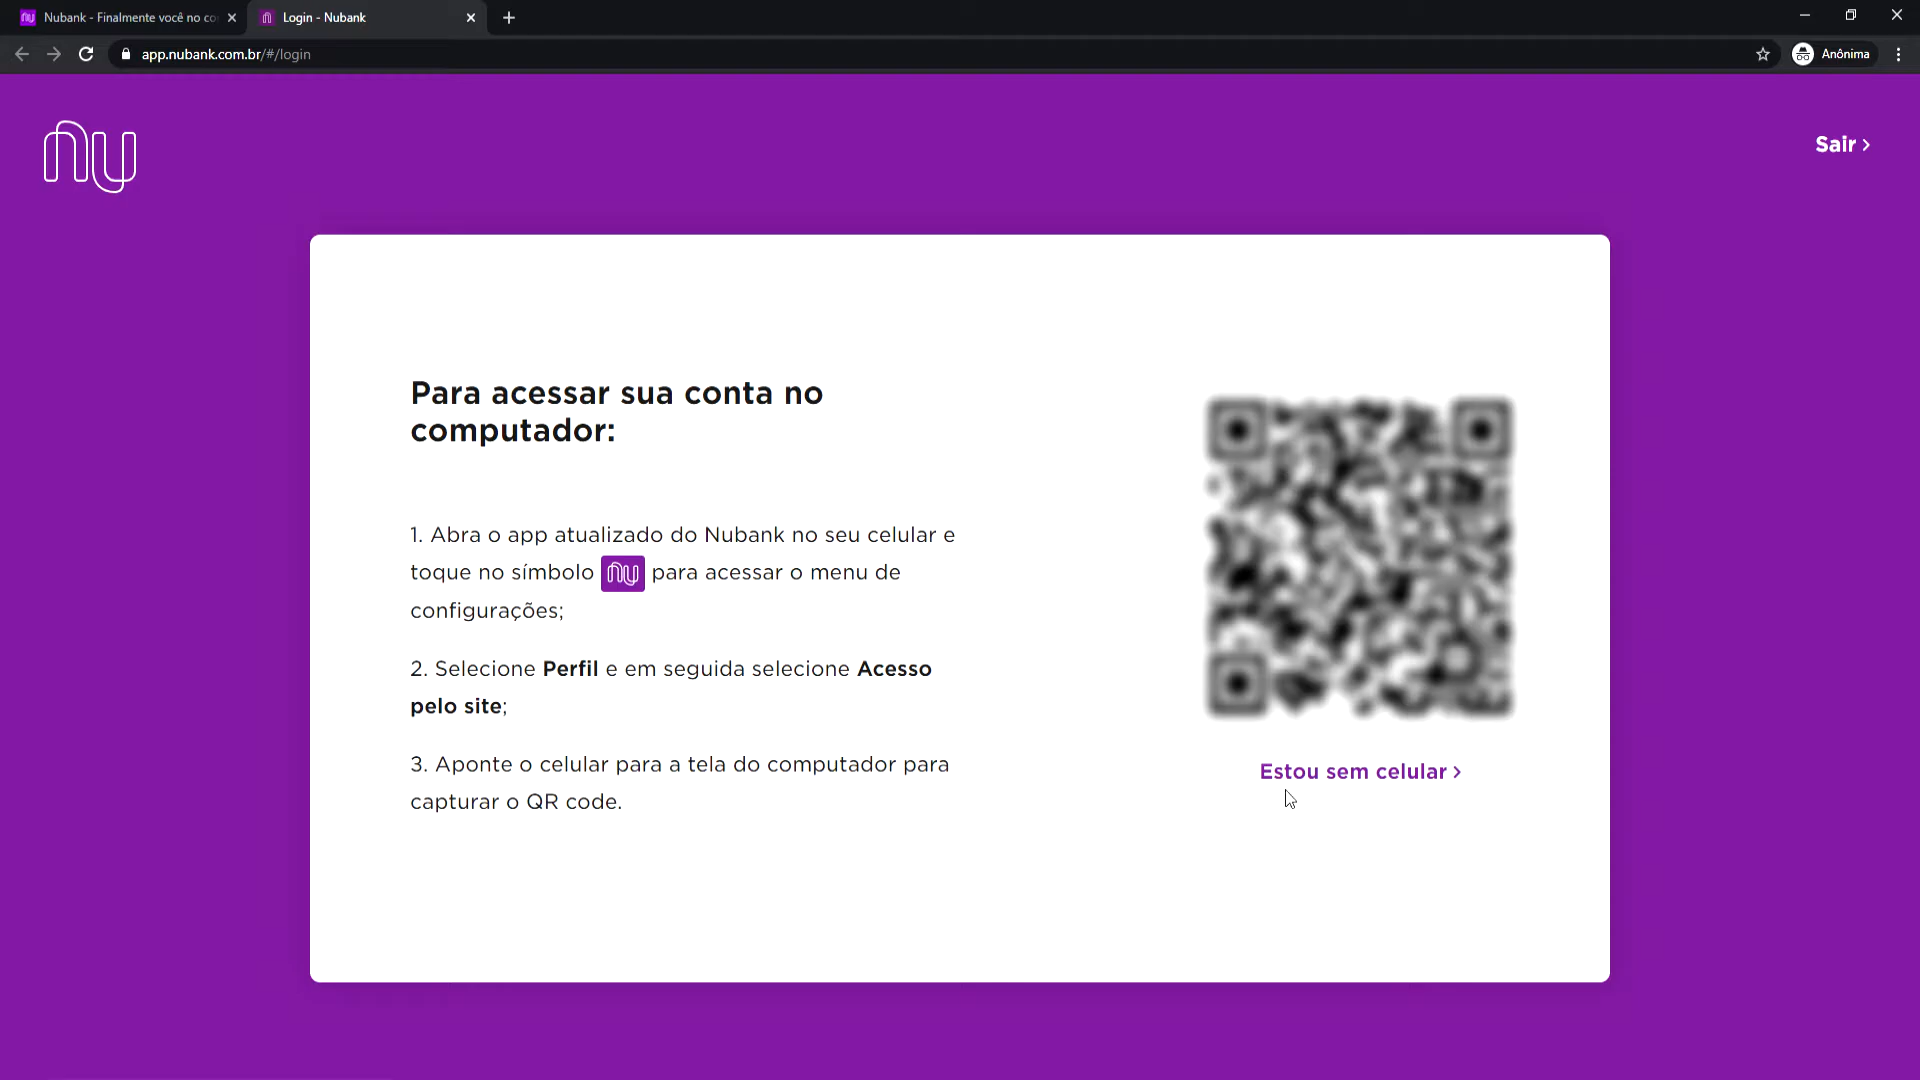 Nubank - Finalmente você no co
Login - Nubank
app.nubank.com.br/#/login
Anônima
nu
Sair >
Para acessar sua conta no
computador:
1. Abra o app atualizado do Nubank no seu celular e
toque no símbolo nu para acessar o menu de
configurações;
2. Selecione Perfil e em seguida selecione Acesso
pelo site;
3. Aponte o celular para a tela do computador para
capturar o QR code.
Estou sem celular >